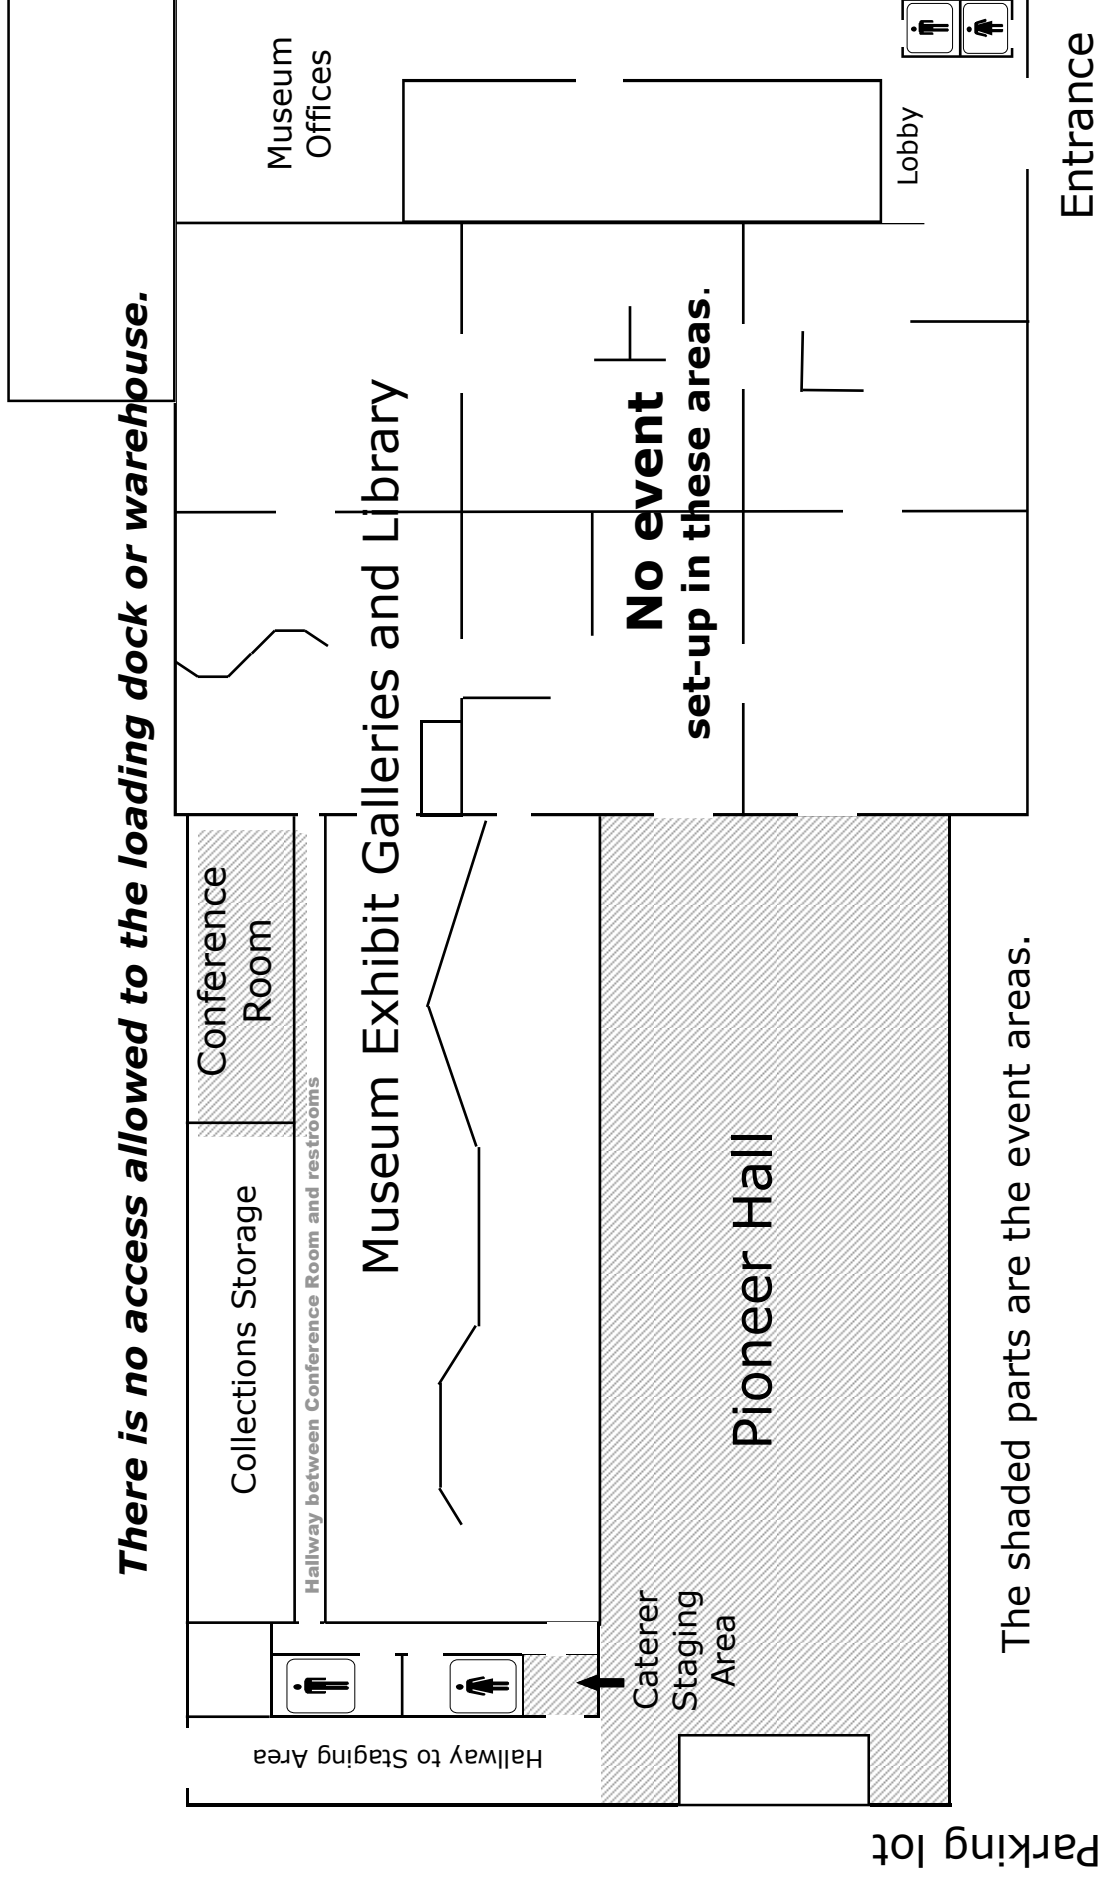 There is no access allowed to the loading dock or warehouse.
Museum
Offices
Lobby
Entrance
Conference
Room
Collections Storage
Hallway between Conference Room and restrooms
Museum Exhibit Galleries and Library
No event
set-up in these areas.
Pioneer Hall
Caterer
Staging
Area
Hallway to Staging Area
The shaded parts are the event areas.
Parking lot